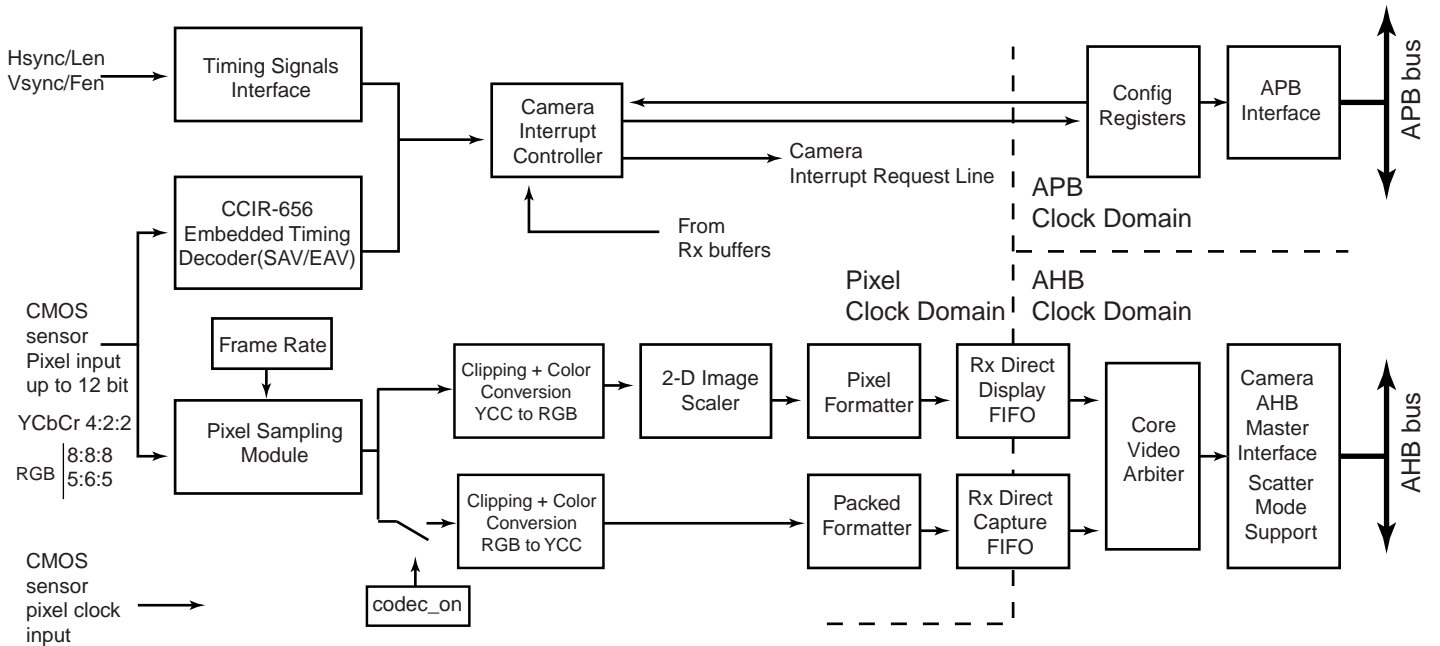 Hsync/Len
Vsync/Fen
Timing Signals
Interface
Camera
Interrupt
Controller
Config
Registers
APB
Interface
APB bus
Camera
Interrupt Request Line
APB
Clock Domain
CCIR-656
Embedded Timing
Decoder(SAV/EAV)
From
Rx buffers
Pixel
Clock Domain
AHB
Clock Domain
CMOS
sensor
Pixel input
up to 12 bit
YCbCr 4:2:2
RGB
8:8:8
5:6:5
Frame Rate
Pixel Sampling
Module
Clipping + Color
Conversion
YCC to RGB
2-D Image
Scaler
Pixel
Formatter
Rx Direct
Display
FIFO
Core
Video
Arbiter
Camera
AHB
Master
Interface
Scatter
Mode
Support
AHB bus
Clipping + Color
Conversion
RGB to YCC
Packed
Formatter
Rx Direct
Capture
FIFO
codec_on
CMOS
sensor
pixel clock
input